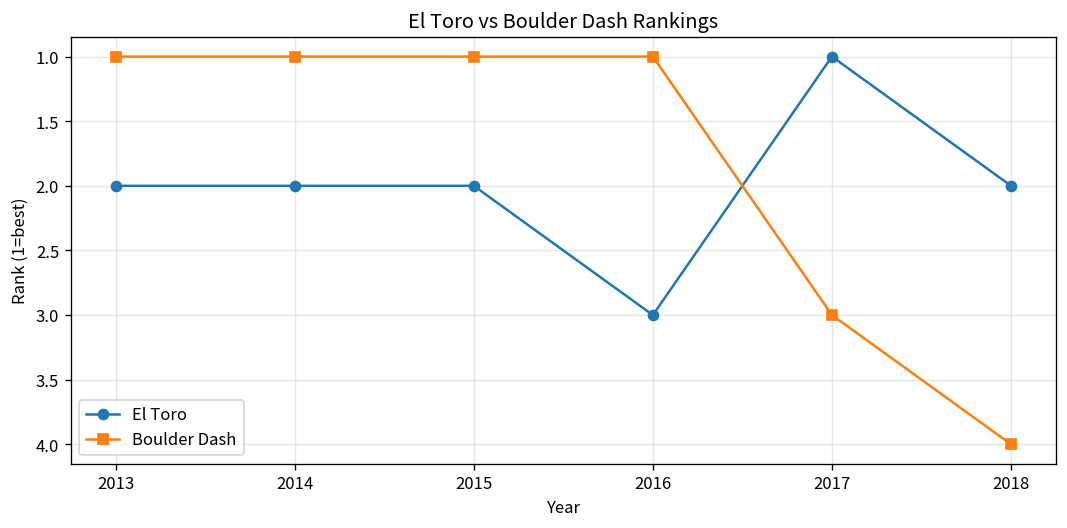 El Toro vs Boulder Dash Rankings
Rank (1=best)
1.0
1.5
2.0
2.5
3.0
3.5
4.0
El Toro
Boulder Dash
2013 2014 2015 2016 2017 2018
Year